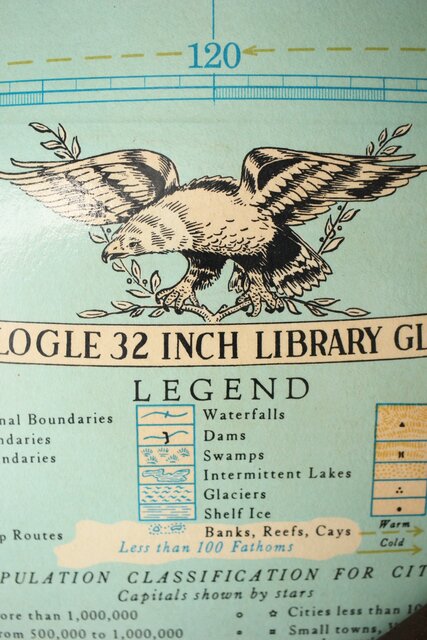 120
LOGLE 32 INCH LIBRARY GL
LEGEND
nal Boundaries Waterfalls
ndaries Dams
ndaries Swamps
Intermittent Lakes
Glaciers
Shelf Ice
p Routes Banks, Reefs, Cays Warm
Less than 100 Fathoms Cold
PULATION CLASSIFICATION FOR CIT
Capitals shown by stars
ore than 1,000,000 Cities less than 10
rom 500,000 to 1,000,000 Small towns,